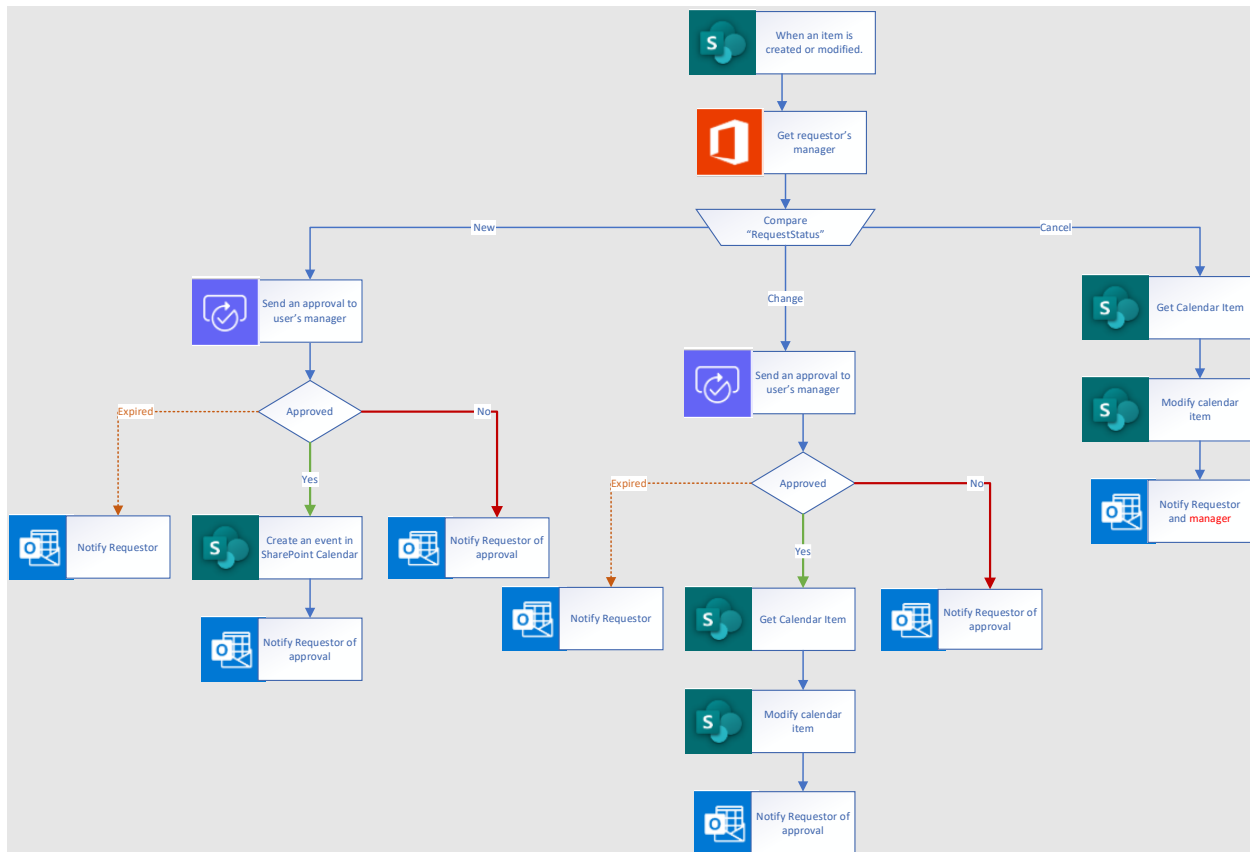 When an item is
created or modified.
Get requestor's
manager
Compare
“RequestStatus”
New
Change
Cancel
Send an approval to
user's manager
Approved
Expired
No
Yes
Notify Requestor
Create an event in
SharePoint Calendar
Notify Requestor of
approval
Notify Requestor of
approval
Send an approval to
user's manager
Approved
Expired
No
Yes
Notify Requestor
Get Calendar Item
Notify Requestor of
approval
Modify calendar
item
Notify Requestor of
approval
Get Calendar Item
Modify calendar
item
Notify Requestor
and manager